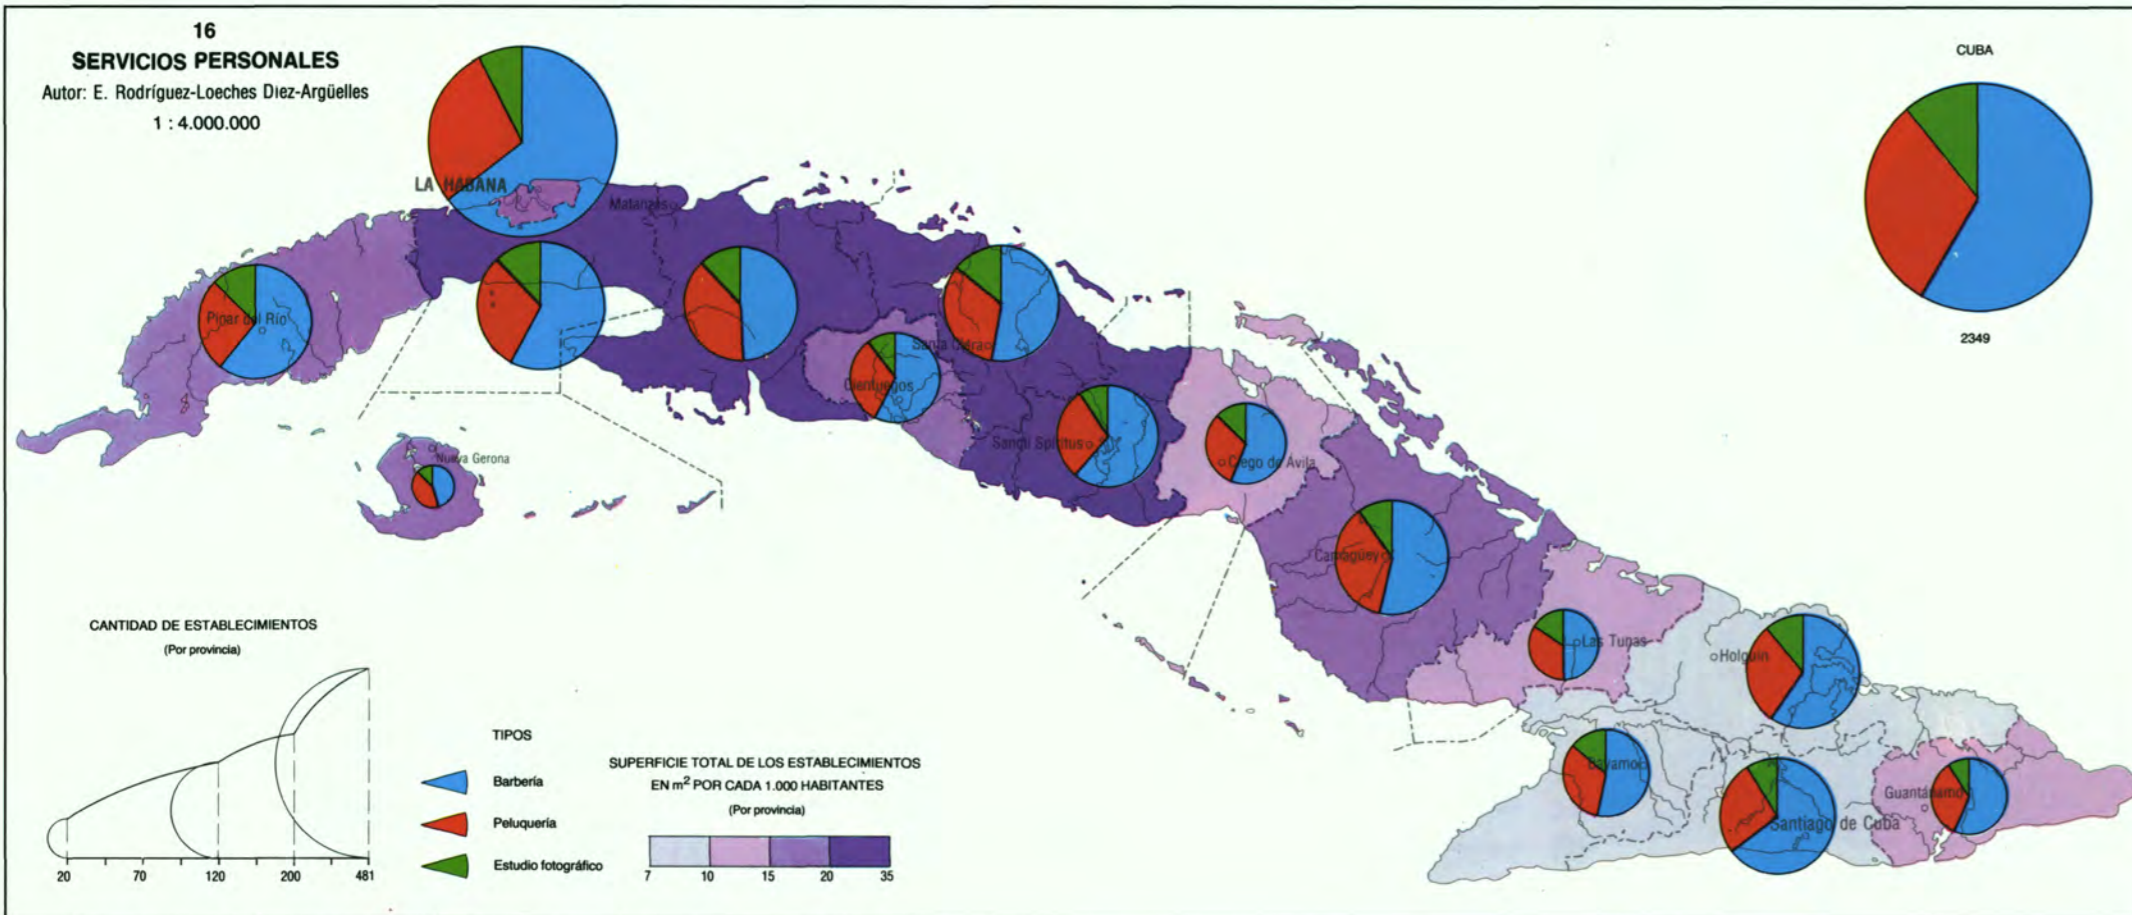 16
SERVICIOS PERSONALES
Autor: E. Rodríguez-Loeches Diez-Argüelles
1 : 4.000.000
CUBA
2349
LA HABANA
Matanzas
Pinar del Río
Santa Clara
Cienfuegos
Nueva Gerona
Sancti Spíritus
Ciego de Avila
Camagüey
Las Tunas
Holguín
Bayamo
Guantánamo
Santiago de Cuba
CANTIDAD DE ESTABLECIMIENTOS
(Por provincia)
20 70 120 200 481
TIPOS
Barbería
Peluquería
Estudio fotográfico
SUPERFICIE TOTAL DE LOS ESTABLECIMIENTOS
EN m² POR CADA 1.000 HABITANTES
(Por provincia)
7 10 15 20 35